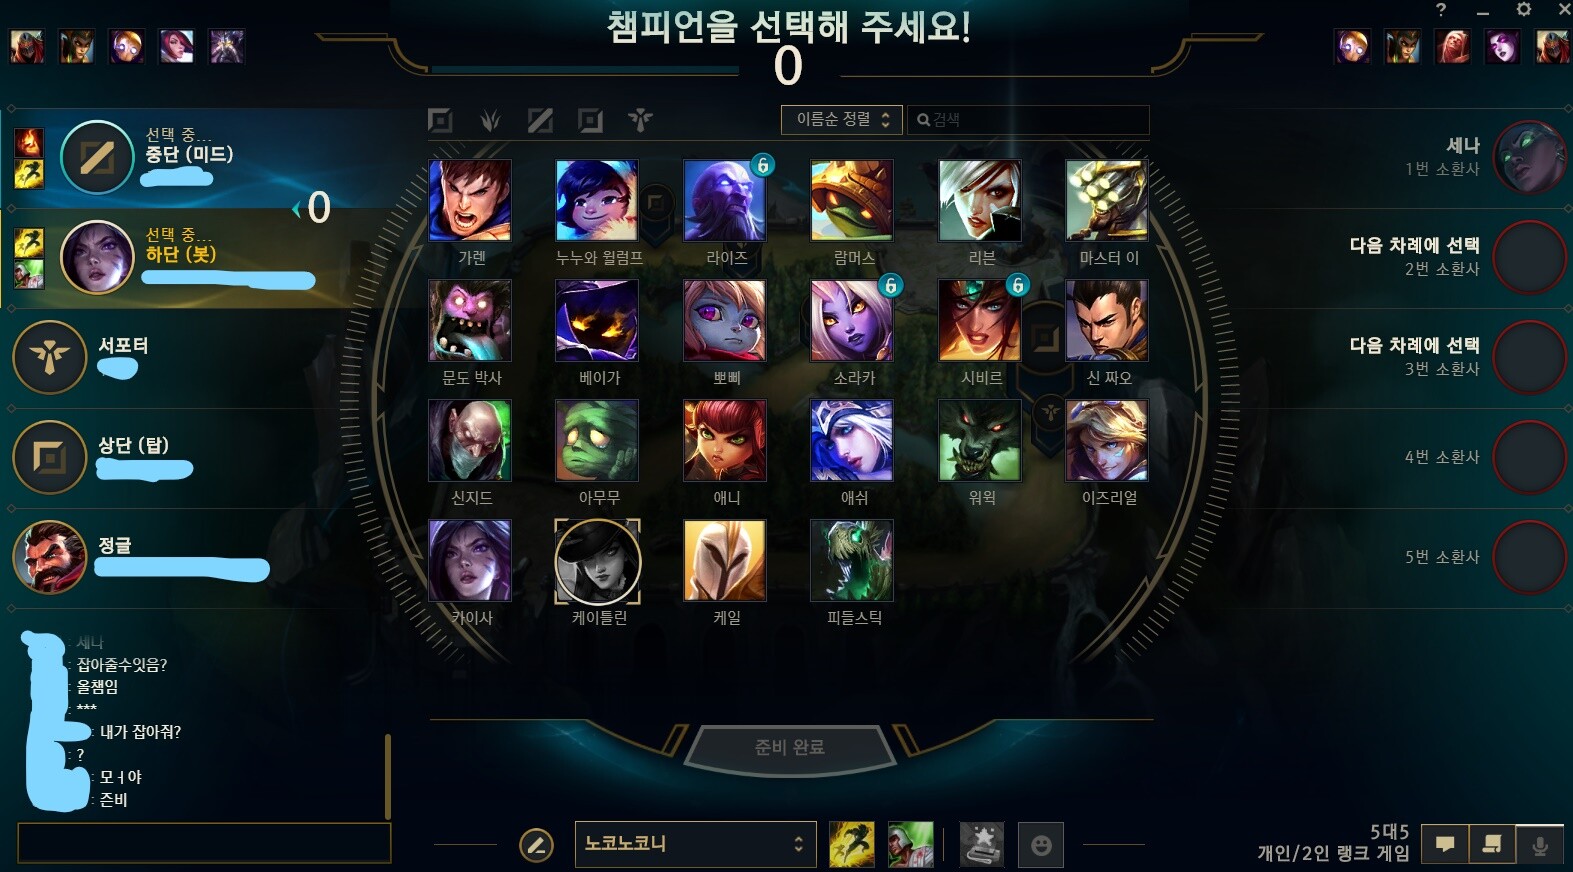 챔피언을 선택해 주세요!
0
?
이름순 정렬
검색
선택 중...
중단 (미드)
0
선택 중...
하단 (봇)
서포터
상단 (탑)
정글
세나
1번 소환사
다음 차례에 선택
2번 소환사
다음 차례에 선택
3번 소환사
4번 소환사
5번 소환사
가렌
누누와 윌럼프
6
라이즈
람머스
리븐
마스터 이
문도 박사
베이가
뽀삐
6
소라카
6
시비르
신 짜오
신지드
아무무
애니
애쉬
워윅
이즈리얼
카이사
케이틀린
케일
피들스틱
: 세나
: 잡아줄수잇음?
: 올챔임
: ***
: 내가 잡아줘?
: ?
: 모ㅓ야
: 즌비
준비 완료
노코노코니
5대5
개인/2인 랭크 게임